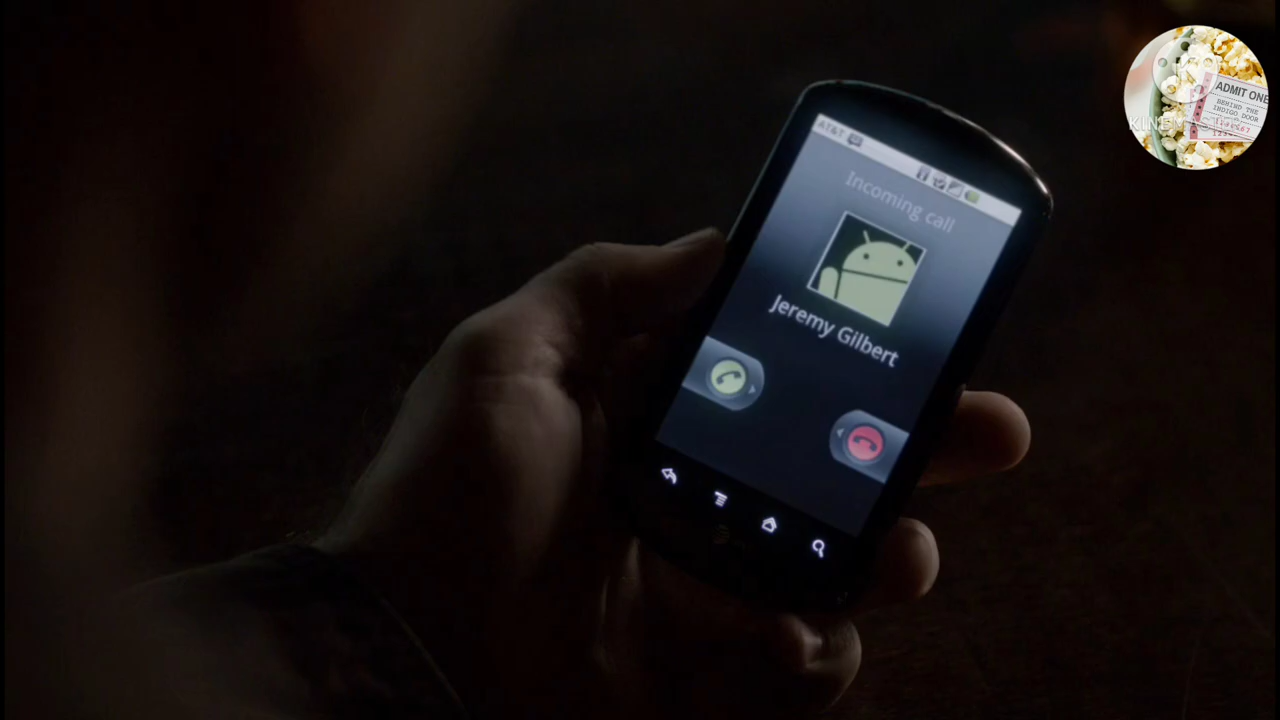 AT&T
Incoming call
Jeremy Gilbert
ADMIT ONE
BEHIND THE
INDIGO DOOR